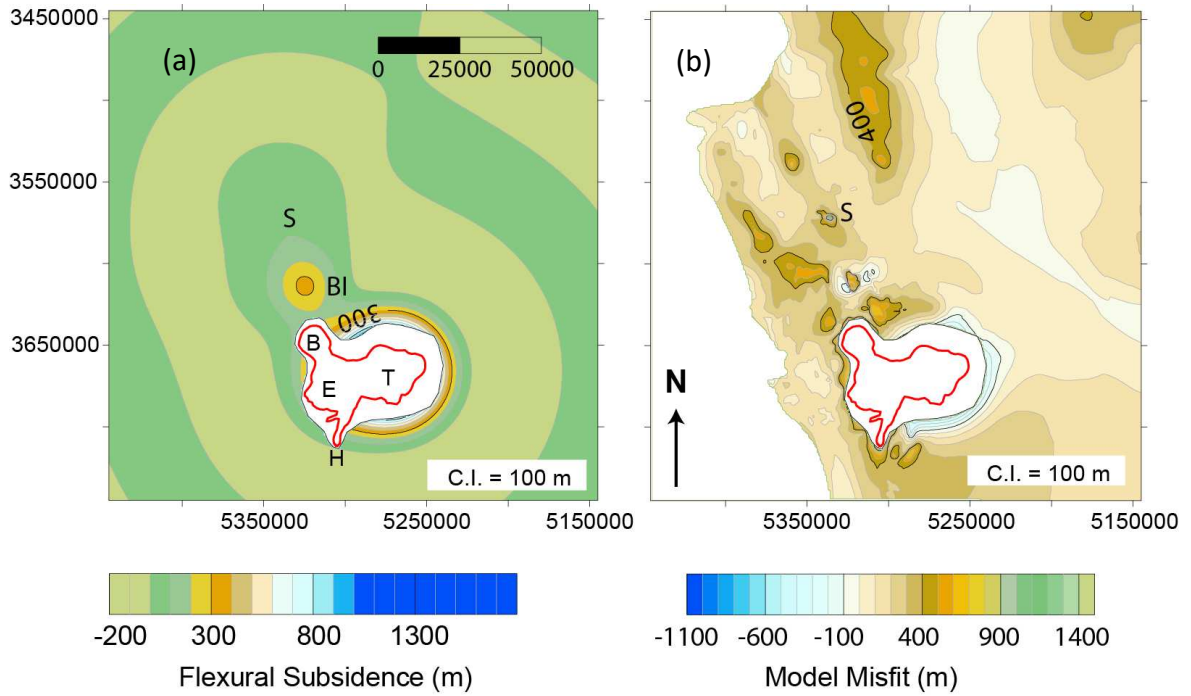 (a)
0 25000 50000
3450000
3550000
3650000
S
BI
300
B
E
T
H
C.I. = 100 m
5350000 5250000 5150000
-200 300 800 1300
Flexural Subsidence (m)
(b)
400
S
N
C.I. = 100 m
5350000 5250000 5150000
-1100 -600 -100 400 900 1400
Model Misfit (m)